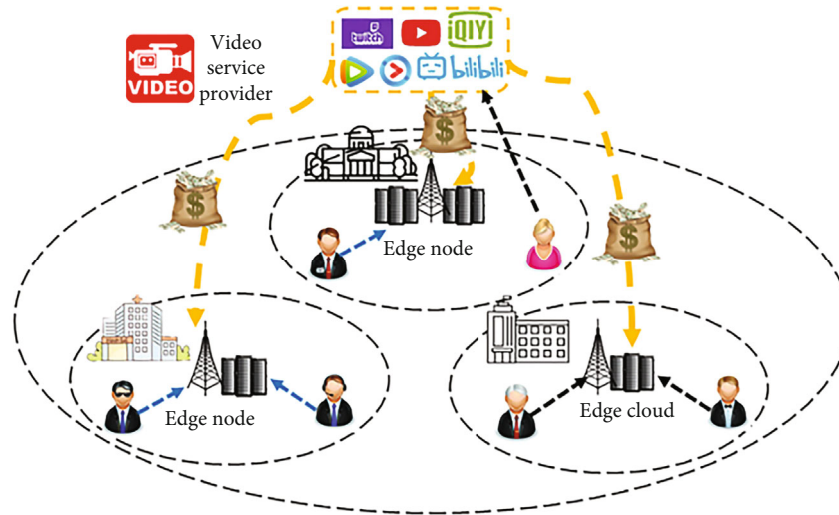 Video
service
provider
VIDEO
twitch
iQIYI
bilibili
$
$
$
Edge node
Edge node
Edge cloud